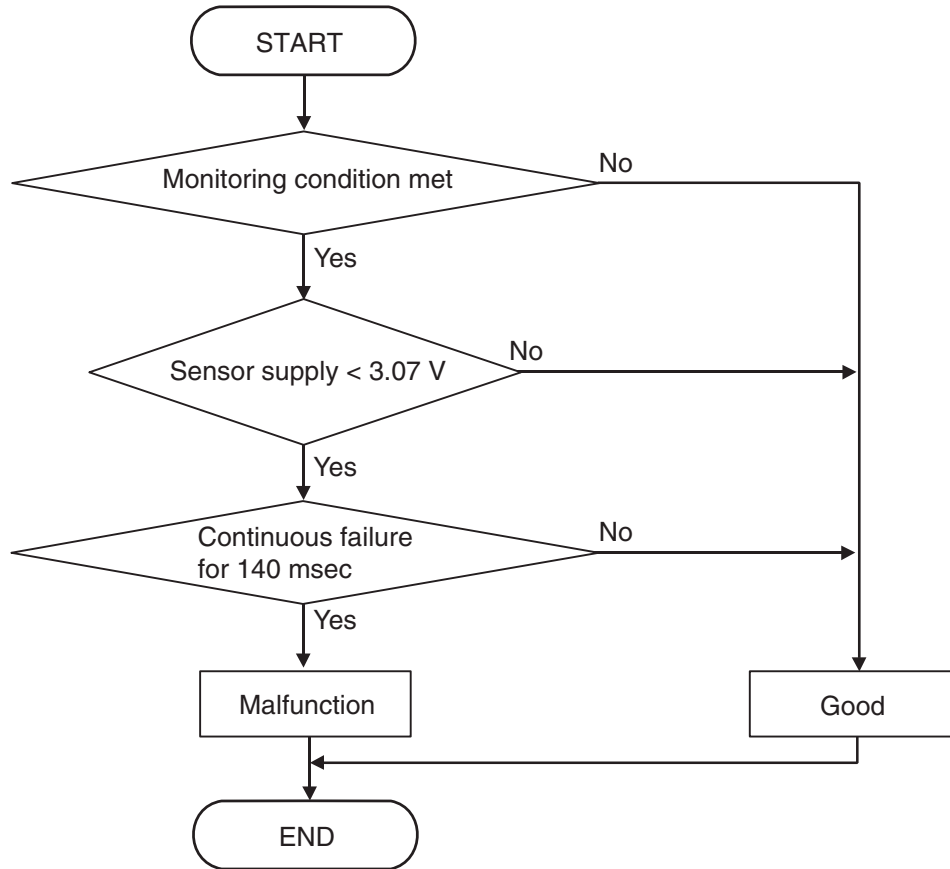 START
Monitoring condition met
No
Yes
Sensor supply < 3.07 V
No
Yes
Continuous failure
for 140 msec
No
Yes
Malfunction
Good
END